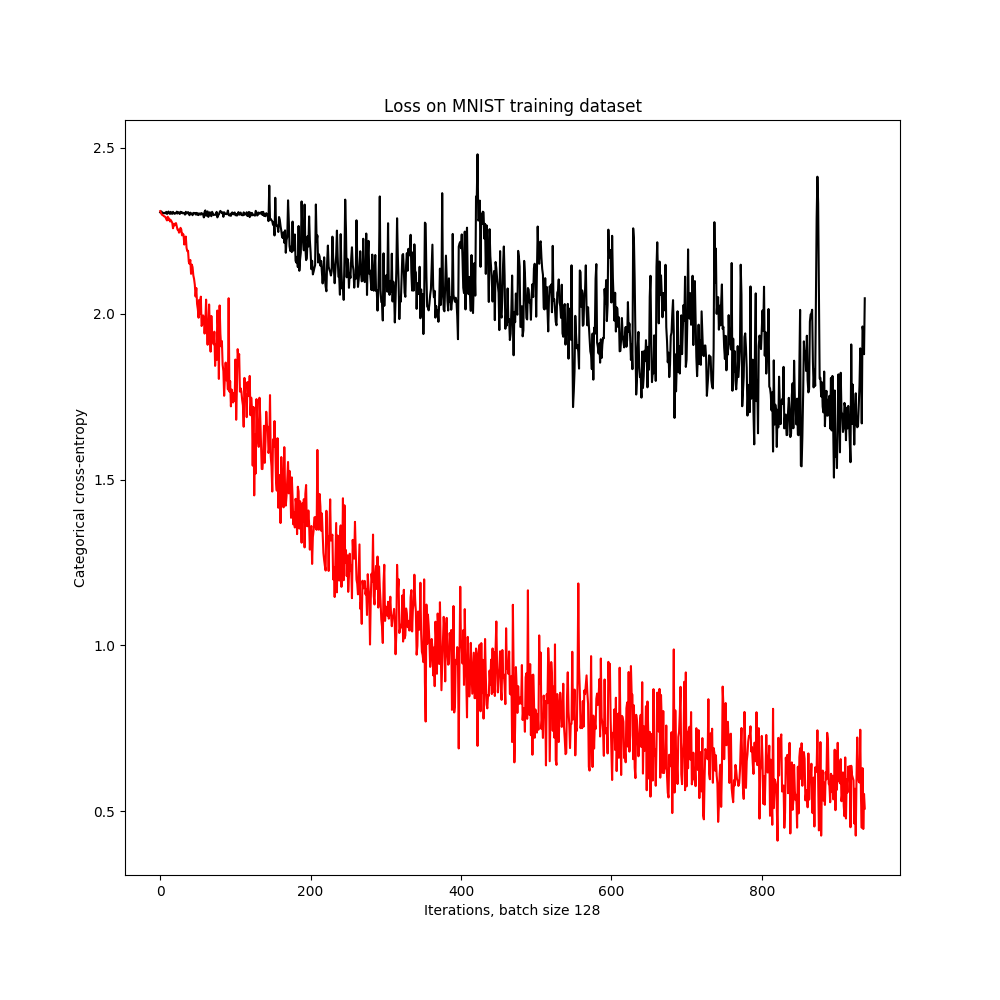 Loss on MNIST training dataset
2.5
2.0
1.5
1.0
0.5
Categorical cross-entropy
0 200 400 600 800
Iterations, batch size 128